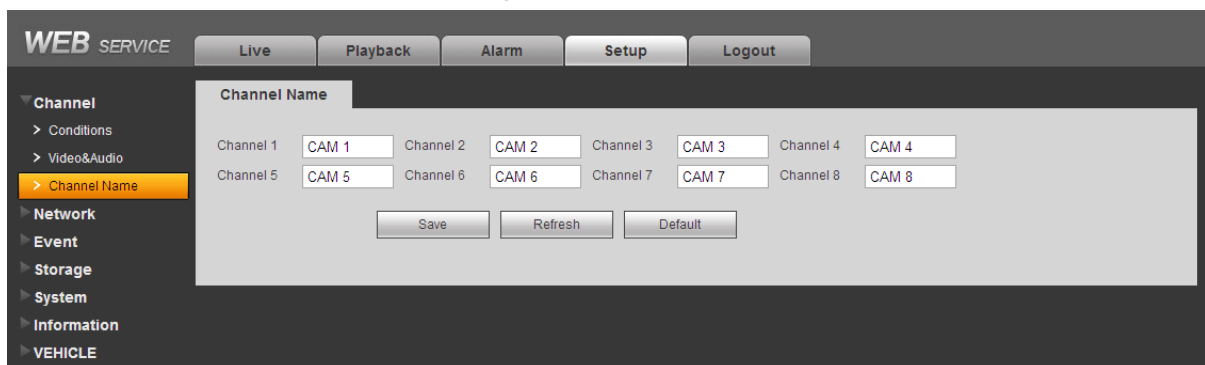 WEB SERVICE
Live Playback Alarm Setup Logout
Channel
> Conditions
> Video&Audio
> Channel Name
Network
Event
Storage
System
Information
VEHICLE
Channel Name
Channel 1 CAM 1 Channel 2 CAM 2 Channel 3 CAM 3 Channel 4 CAM 4
Channel 5 CAM 5 Channel 6 CAM 6 Channel 7 CAM 7 Channel 8 CAM 8
Save Refresh Default